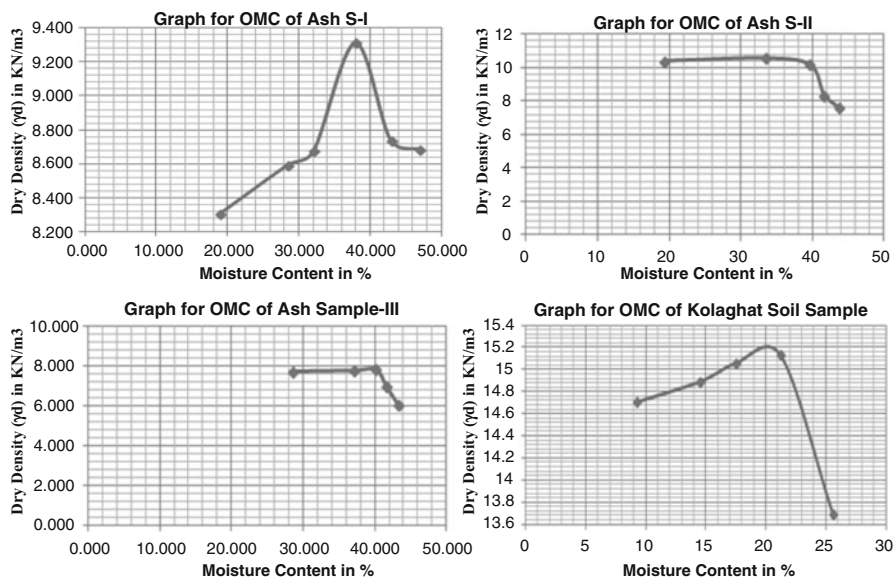 Graph for OMC of Ash S-I
Dry Density (γd) in KN/m3
9.400
9.200
9.000
8.800
8.600
8.400
8.200
0.000 10.000 20.000 30.000 40.000 50.000
Moisture Content in %
Graph for OMC of Ash S-II
Dry Density (γd) in KN/m3
12
10
8
6
4
2
0
0 10 20 30 40 50
Moisture Content in %
Graph for OMC of Ash Sample-III
Dry Density (γd) in KN/m3
10.000
8.000
6.000
4.000
2.000
0.000
0.000 10.000 20.000 30.000 40.000 50.000
Moisture Content in %
Graph for OMC of Kolaghat Soil Sample
Dry Density (γd) in KN/m3
15.4
15.2
15
14.8
14.6
14.4
14.2
14
13.8
13.6
0 5 10 15 20 25 30
Moisture Content in %